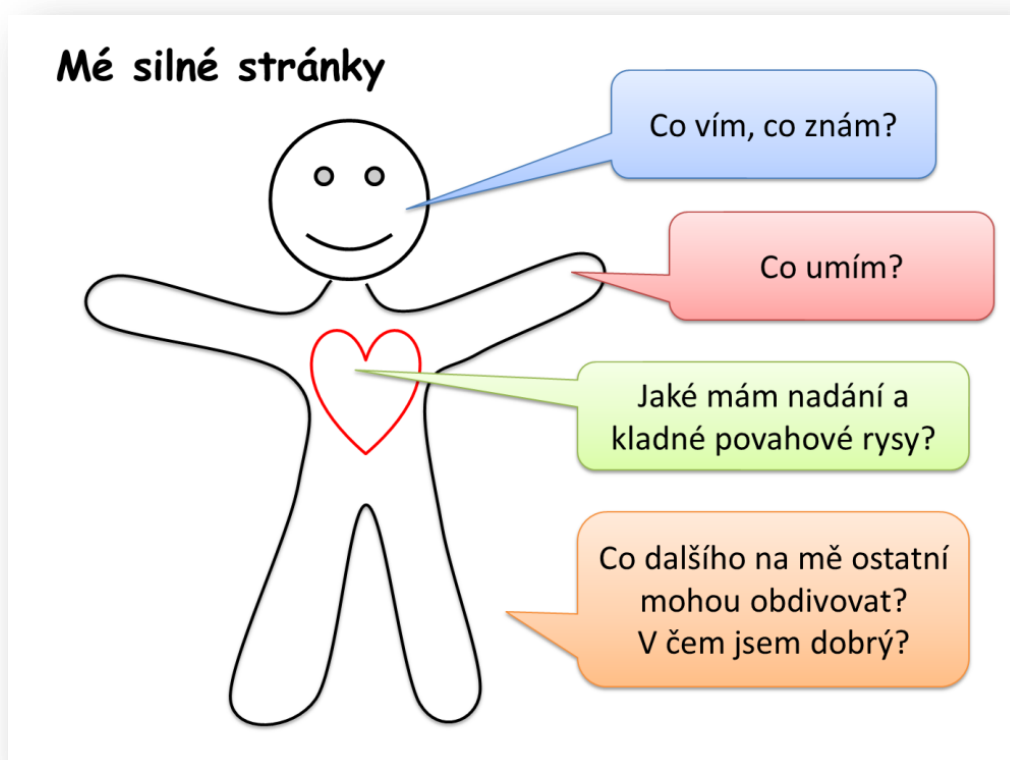 Mé silné stránky
Co vím, co znám?
Co umím?
Jaké mám nadání a
kladné povahové rysy?
Co dalšího na mě ostatní
mohou obdivovat?
V čem jsem dobrý?